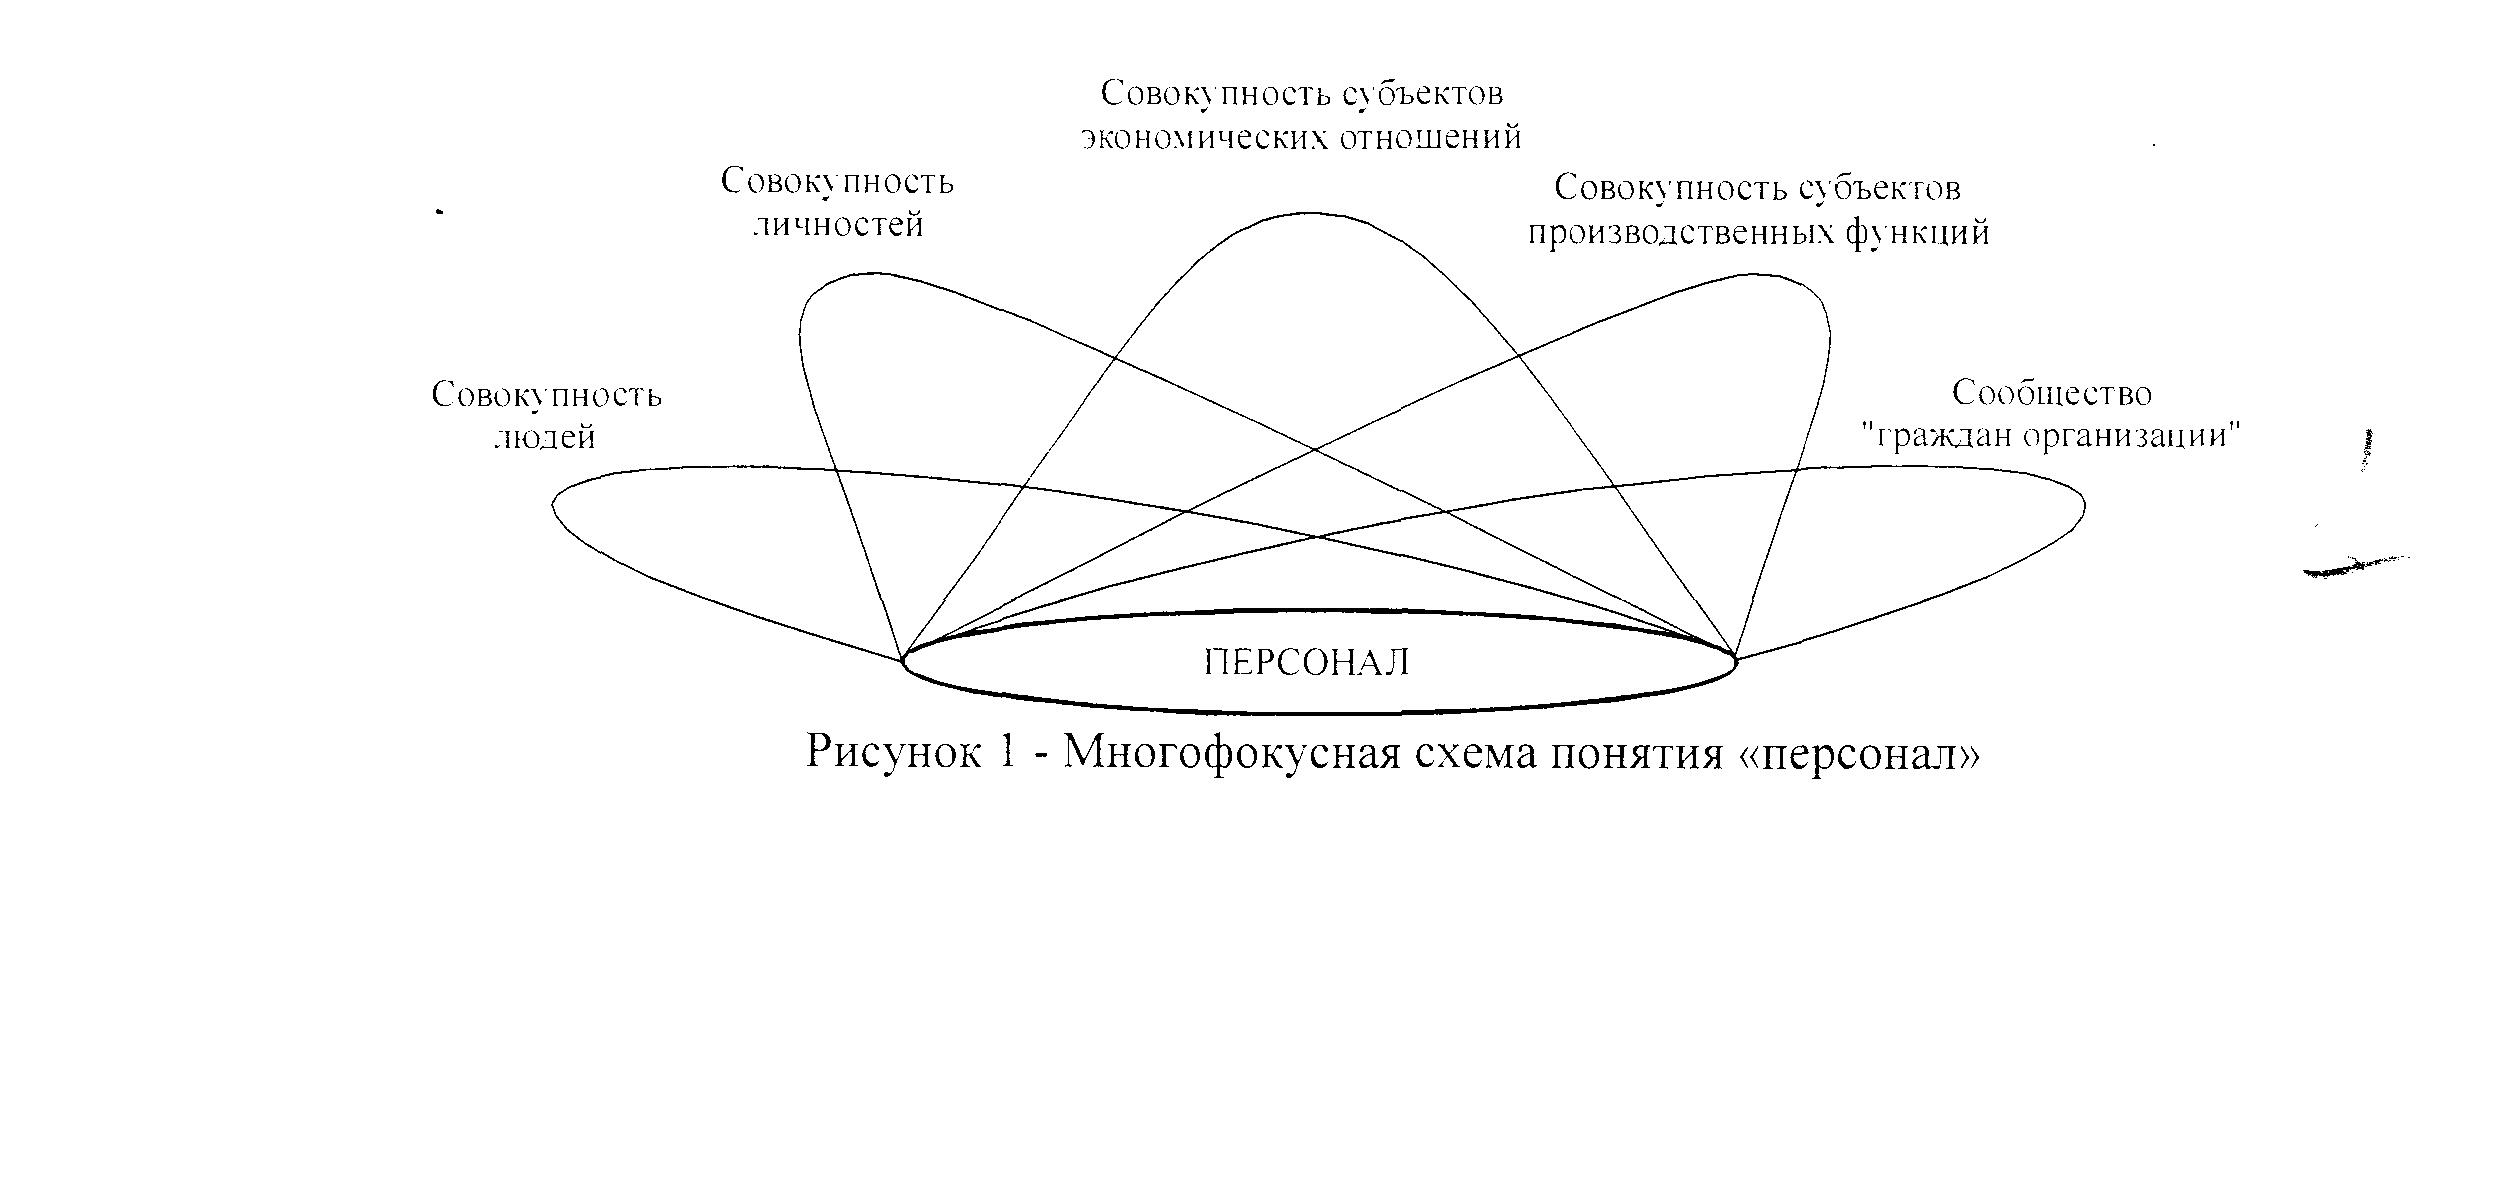 Совокупность субъектов
экономических отношений
Совокупность
личностей
Совокупность субъектов
производственных функций
Совокупность
людей
Сообщество
"граждан организации"
ПЕРСОНАЛ
Рисунок 1 - Многофокусная схема понятия «персонал»